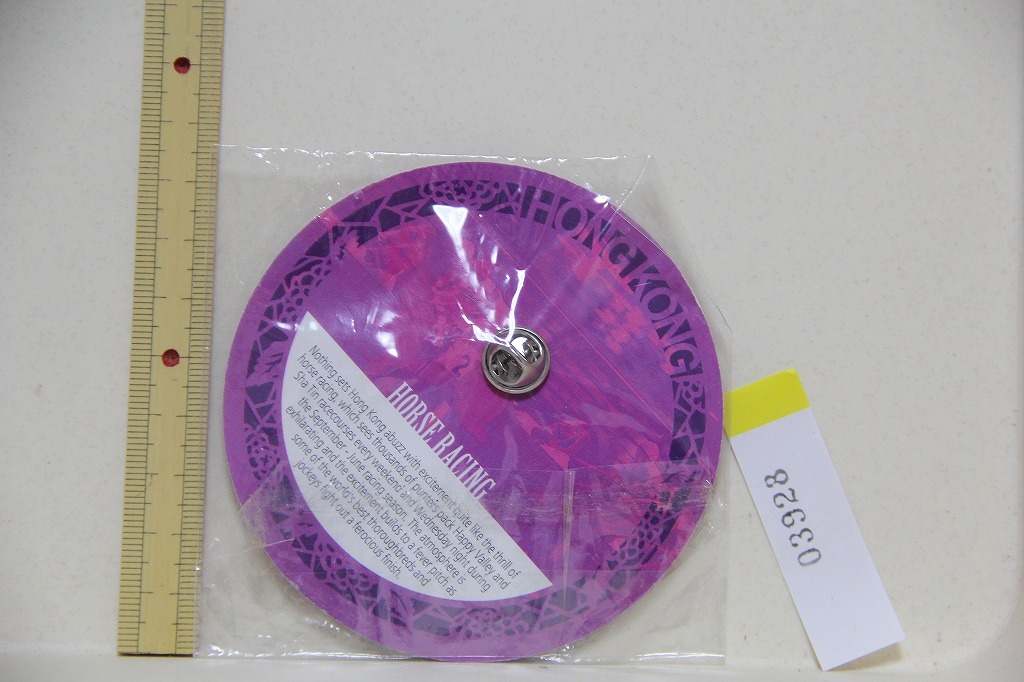 HONG KONG
HORSE RACING
Nothing sets Hong Kong abuzz with excitement quite like the thrill of
horse racing, which sees thousands of punters pack Happy Valley and
Sha Tin racecourses every weekend and Wednesday night during
the September - June racing season. The atmosphere is
exhilarating and the excitement builds to a fever pitch as
some of the world's best thoroughbreds and
jockeys fight out a ferocious finish.
2
03928